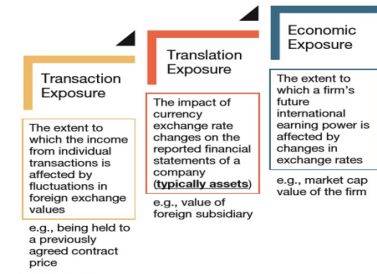 Transaction
Exposure
The extent to
which the income
from individual
transactions is
affected by
fluctuations in
foreign exchange
values
e.g., being held to
a previously
agreed contract
price
Translation
Exposure
The impact of
currency
exchange rate
changes on the
reported financial
statements of a
company
(typically assets)
e.g., value of
foreign subsidiary
Economic
Exposure
The extent to
which a firm's
future
international
earning power is
affected by
changes in
exchange rates
e.g., market cap
value of the firm